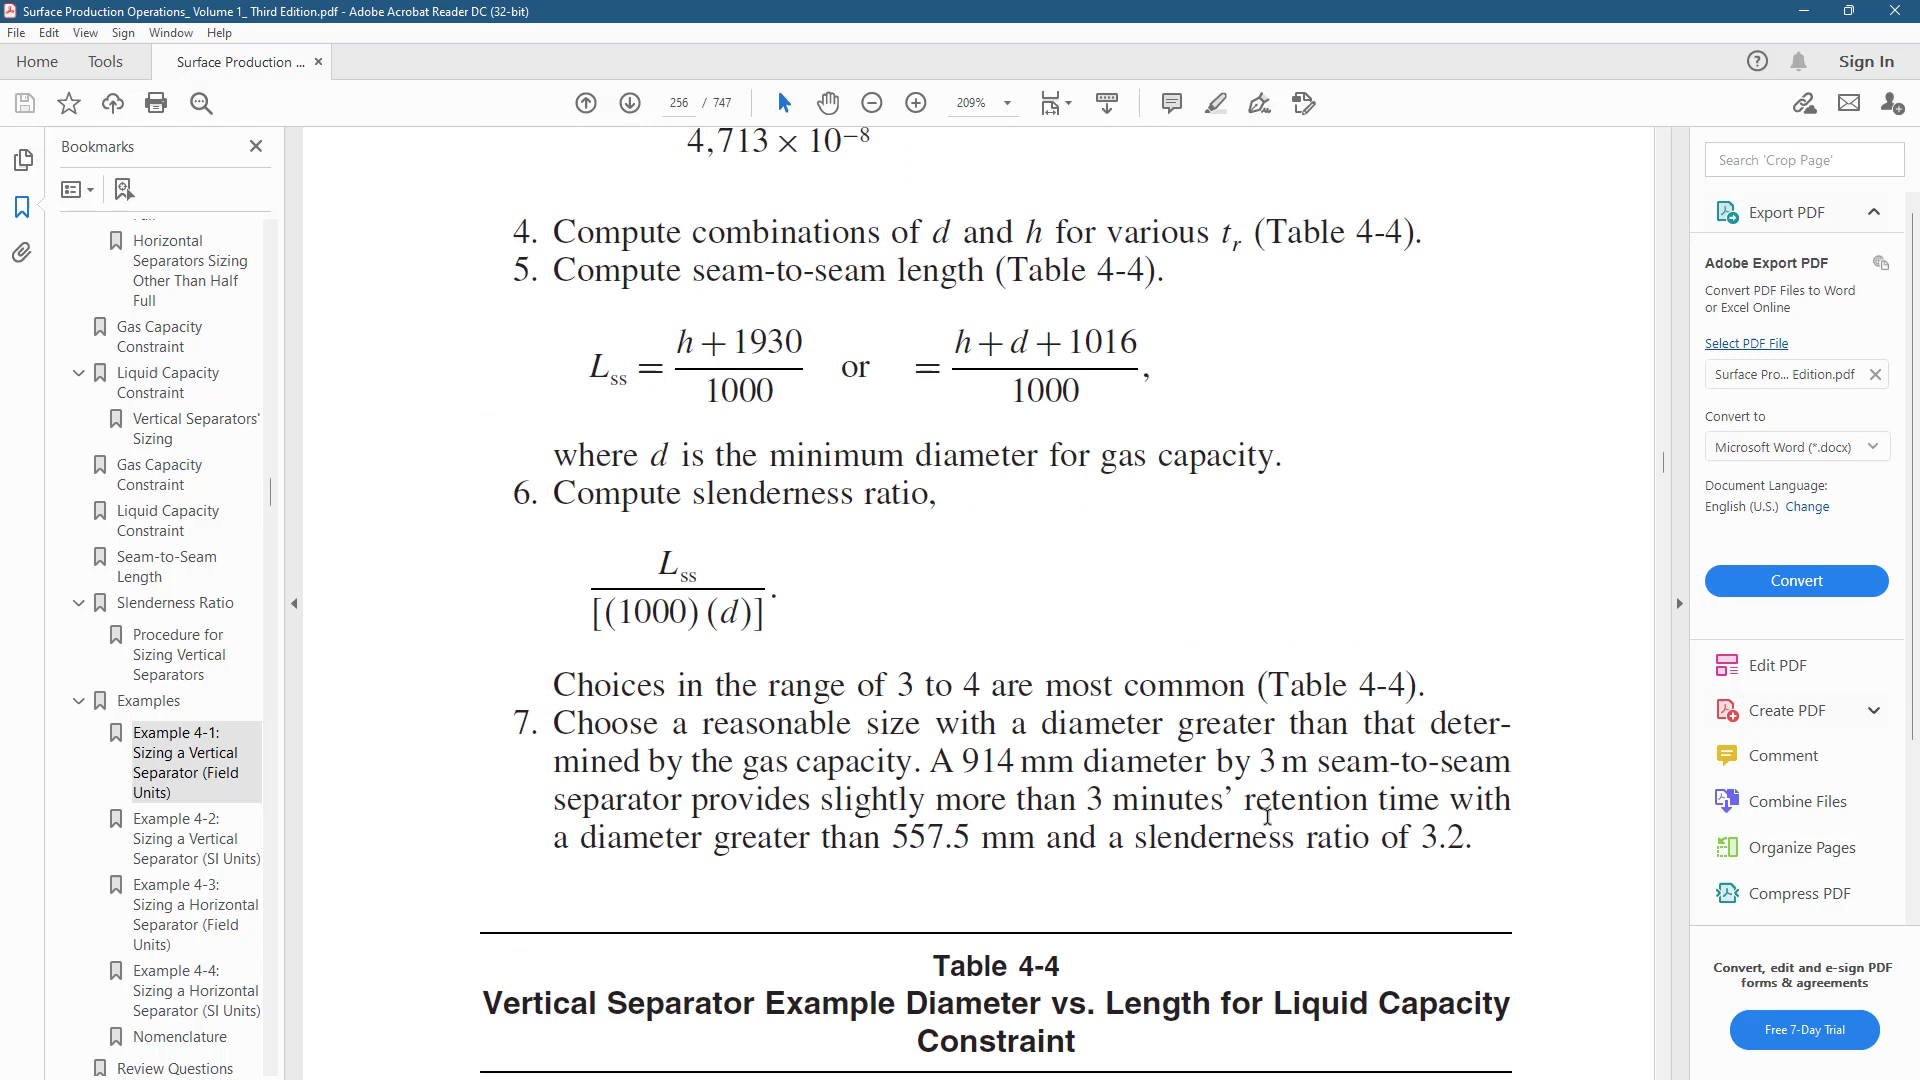 Surface Production Operations_ Volume 1_ Third Edition.pdf - Adobe Acrobat Reader DC (32-bit)
File Edit View Sign Window Help
Home Tools Surface Production ... × Sign In
256 / 747 209%
Bookmarks
Horizontal
Separators Sizing
Other Than Half
Full
Gas Capacity
Constraint
Liquid Capacity
Constraint
Vertical Separators'
Sizing
Gas Capacity
Constraint
Liquid Capacity
Constraint
Seam-to-Seam
Length
Slenderness Ratio
Procedure for
Sizing Vertical
Separators
Examples
Example 4-1:
Sizing a Vertical
Separator (Field
Units)
Example 4-2:
Sizing a Vertical
Separator (SI Units)
Example 4-3:
Sizing a Horizontal
Separator (Field
Units)
Example 4-4:
Sizing a Horizontal
Separator (SI Units)
Nomenclature
Review Questions
4,713 × 10−8
4. Compute combinations of d and h for various tr (Table 4-4).
5. Compute seam-to-seam length (Table 4-4).
h + 1930 h + d + 1016
Lss = or = ,
1000 1000
where d is the minimum diameter for gas capacity.
6. Compute slenderness ratio,
Lss
[(1000) (d)] .
Choices in the range of 3 to 4 are most common (Table 4-4).
7. Choose a reasonable size with a diameter greater than that deter-
mined by the gas capacity. A 914 mm diameter by 3 m seam-to-seam
separator provides slightly more than 3 minutes' retention time with
a diameter greater than 557.5 mm and a slenderness ratio of 3.2.
Table 4-4
Vertical Separator Example Diameter vs. Length for Liquid Capacity
Constraint
Search 'Crop Page'
Export PDF
Adobe Export PDF
Convert PDF Files to Word
or Excel Online
Select PDF File
Surface Pro... Edition.pdf
Convert to
Microsoft Word (*.docx)
Document Language:
English (U.S.) Change
Convert
Edit PDF
Create PDF
Comment
Combine Files
Organize Pages
Compress PDF
Convert, edit and e-sign PDF
forms & agreements
Free 7-Day Trial